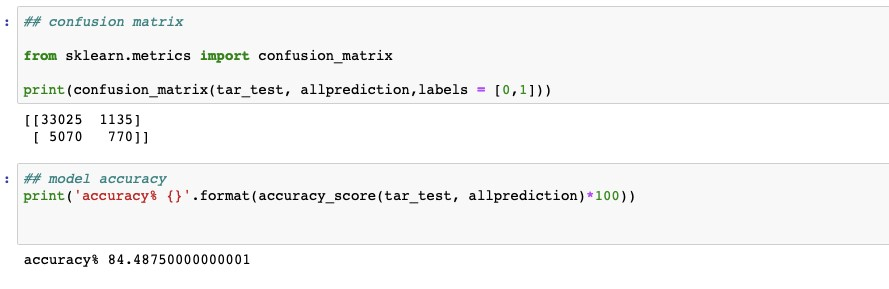 :
## confusion matrix
from sklearn.metrics import confusion_matrix
print(confusion_matrix(tar_test, allprediction,labels = [0,1]))
[[33025  1135]
 [ 5070   770]]
:
## model accuracy
print('accuracy% {}'.format(accuracy_score(tar_test, allprediction)*100))
accuracy% 84.48750000000001